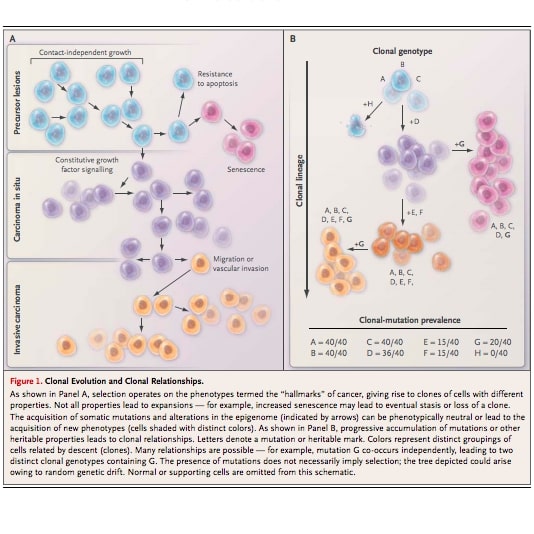 A
Contact-independent growth
Resistance
to apoptosis
Precursor lesions
Senescence
Constitutive growth
factor signalling
Carcinoma in situ
Migration or
vascular invasion
Invasive carcinoma
B
Clonal genotype
B
A
C
+H
+D
+G
Clonal lineage
A, B, C,
D, G
+E, F
A, B, C,
D, E, F, G
+G
A, B, C,
D, E, F,
Clonal-mutation prevalence
A = 40/40 C = 40/40 E = 15/40 G = 20/40
B = 40/40 D = 36/40 F = 15/40 H = 0/40
Figure 1. Clonal Evolution and Clonal Relationships.
As shown in Panel A, selection operates on the phenotypes termed the “hallmarks” of cancer, giving rise to clones of cells with different
properties. Not all properties lead to expansions — for example, increased senescence may lead to eventual stasis or loss of a clone.
The acquisition of somatic mutations and alterations in the epigenome (indicated by arrows) can be phenotypically neutral or lead to the
acquisition of new phenotypes (cells shaded with distinct colors). As shown in Panel B, progressive accumulation of mutations or other
heritable properties leads to clonal relationships. Letters denote a mutation or heritable mark. Colors represent distinct groupings of
cells related by descent (clones). Many relationships are possible — for example, mutation G co-occurs independently, leading to two
distinct clonal genotypes containing G. The presence of mutations does not necessarily imply selection; the tree depicted could arise
owing to random genetic drift. Normal or supporting cells are omitted from this schematic.